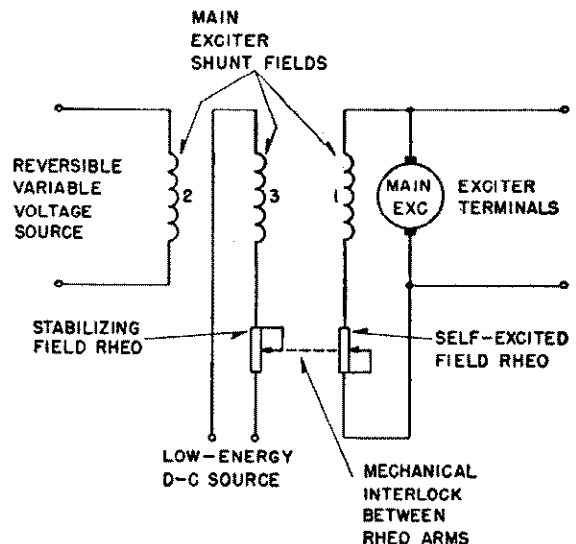 MAIN
EXCITER
SHUNT FIELDS
REVERSIBLE
VARIABLE
VOLTAGE
SOURCE
2
3
1
MAIN
EXC
EXCITER
TERMINALS
STABILIZING
FIELD RHEO
SELF-EXCITED
FIELD RHEO
LOW-ENERGY
D-C SOURCE
MECHANICAL
INTERLOCK
BETWEEN
RHEO ARMS